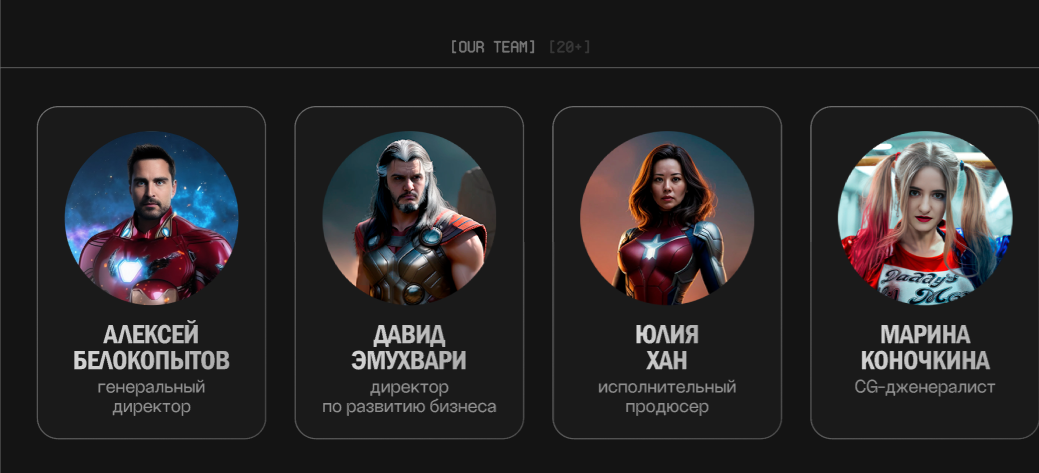 [OUR TEAM] [20+]
АЛЕКСЕЙ
БЕЛОКОПЫТОВ
генеральный
директор
ДАВИД
ЭМУХВАРИ
директор
по развитию бизнеса
ЮЛИЯ
ХАН
исполнительный
продюсер
МАРИНА
КОНОЧКИНА
CG-дженералист
Daddy's